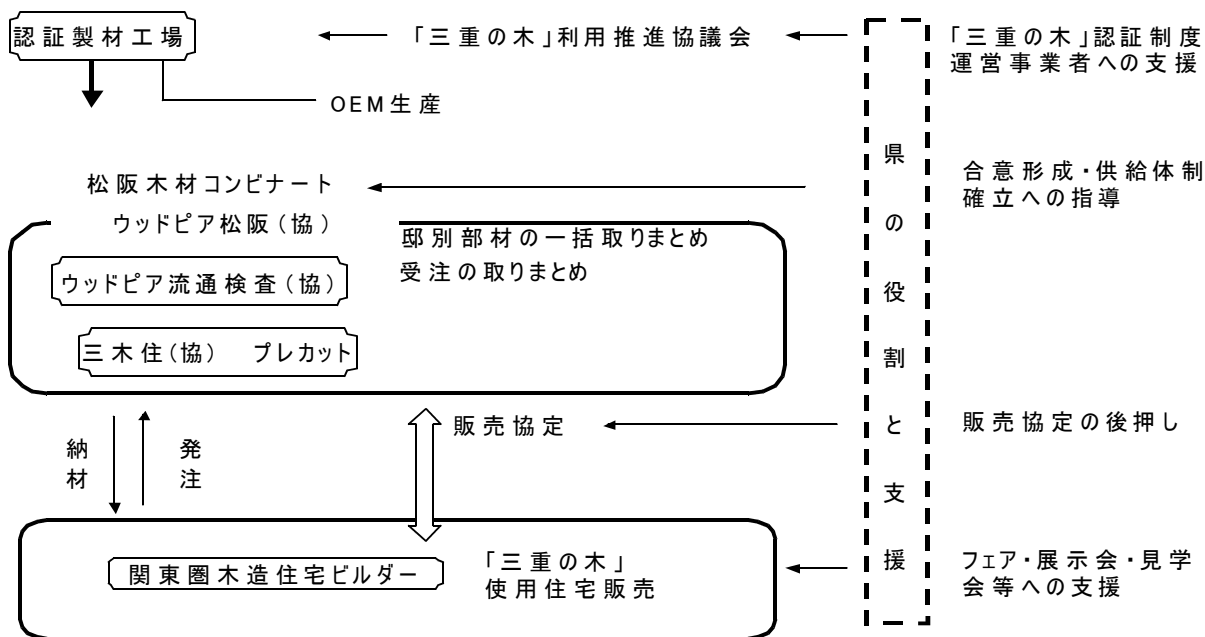 認証製材工場
「三重の木」利用推進協議会
「三重の木」認証制度
運営事業者への支援
OEM生産
松阪木材コンビナート
ウッドピア松阪(協)
合意形成・供給体制
確立への指導
邸別部材の一括取りまとめ
受注の取りまとめ
ウッドピア流通検査(協)
三木住(協) プレカット
県の役割と支援
納材
発注
販売協定
販売協定の後押し
関東圏木造住宅ビルダー
「三重の木」
使用住宅販売
フェア・展示会・見学
会等への支援